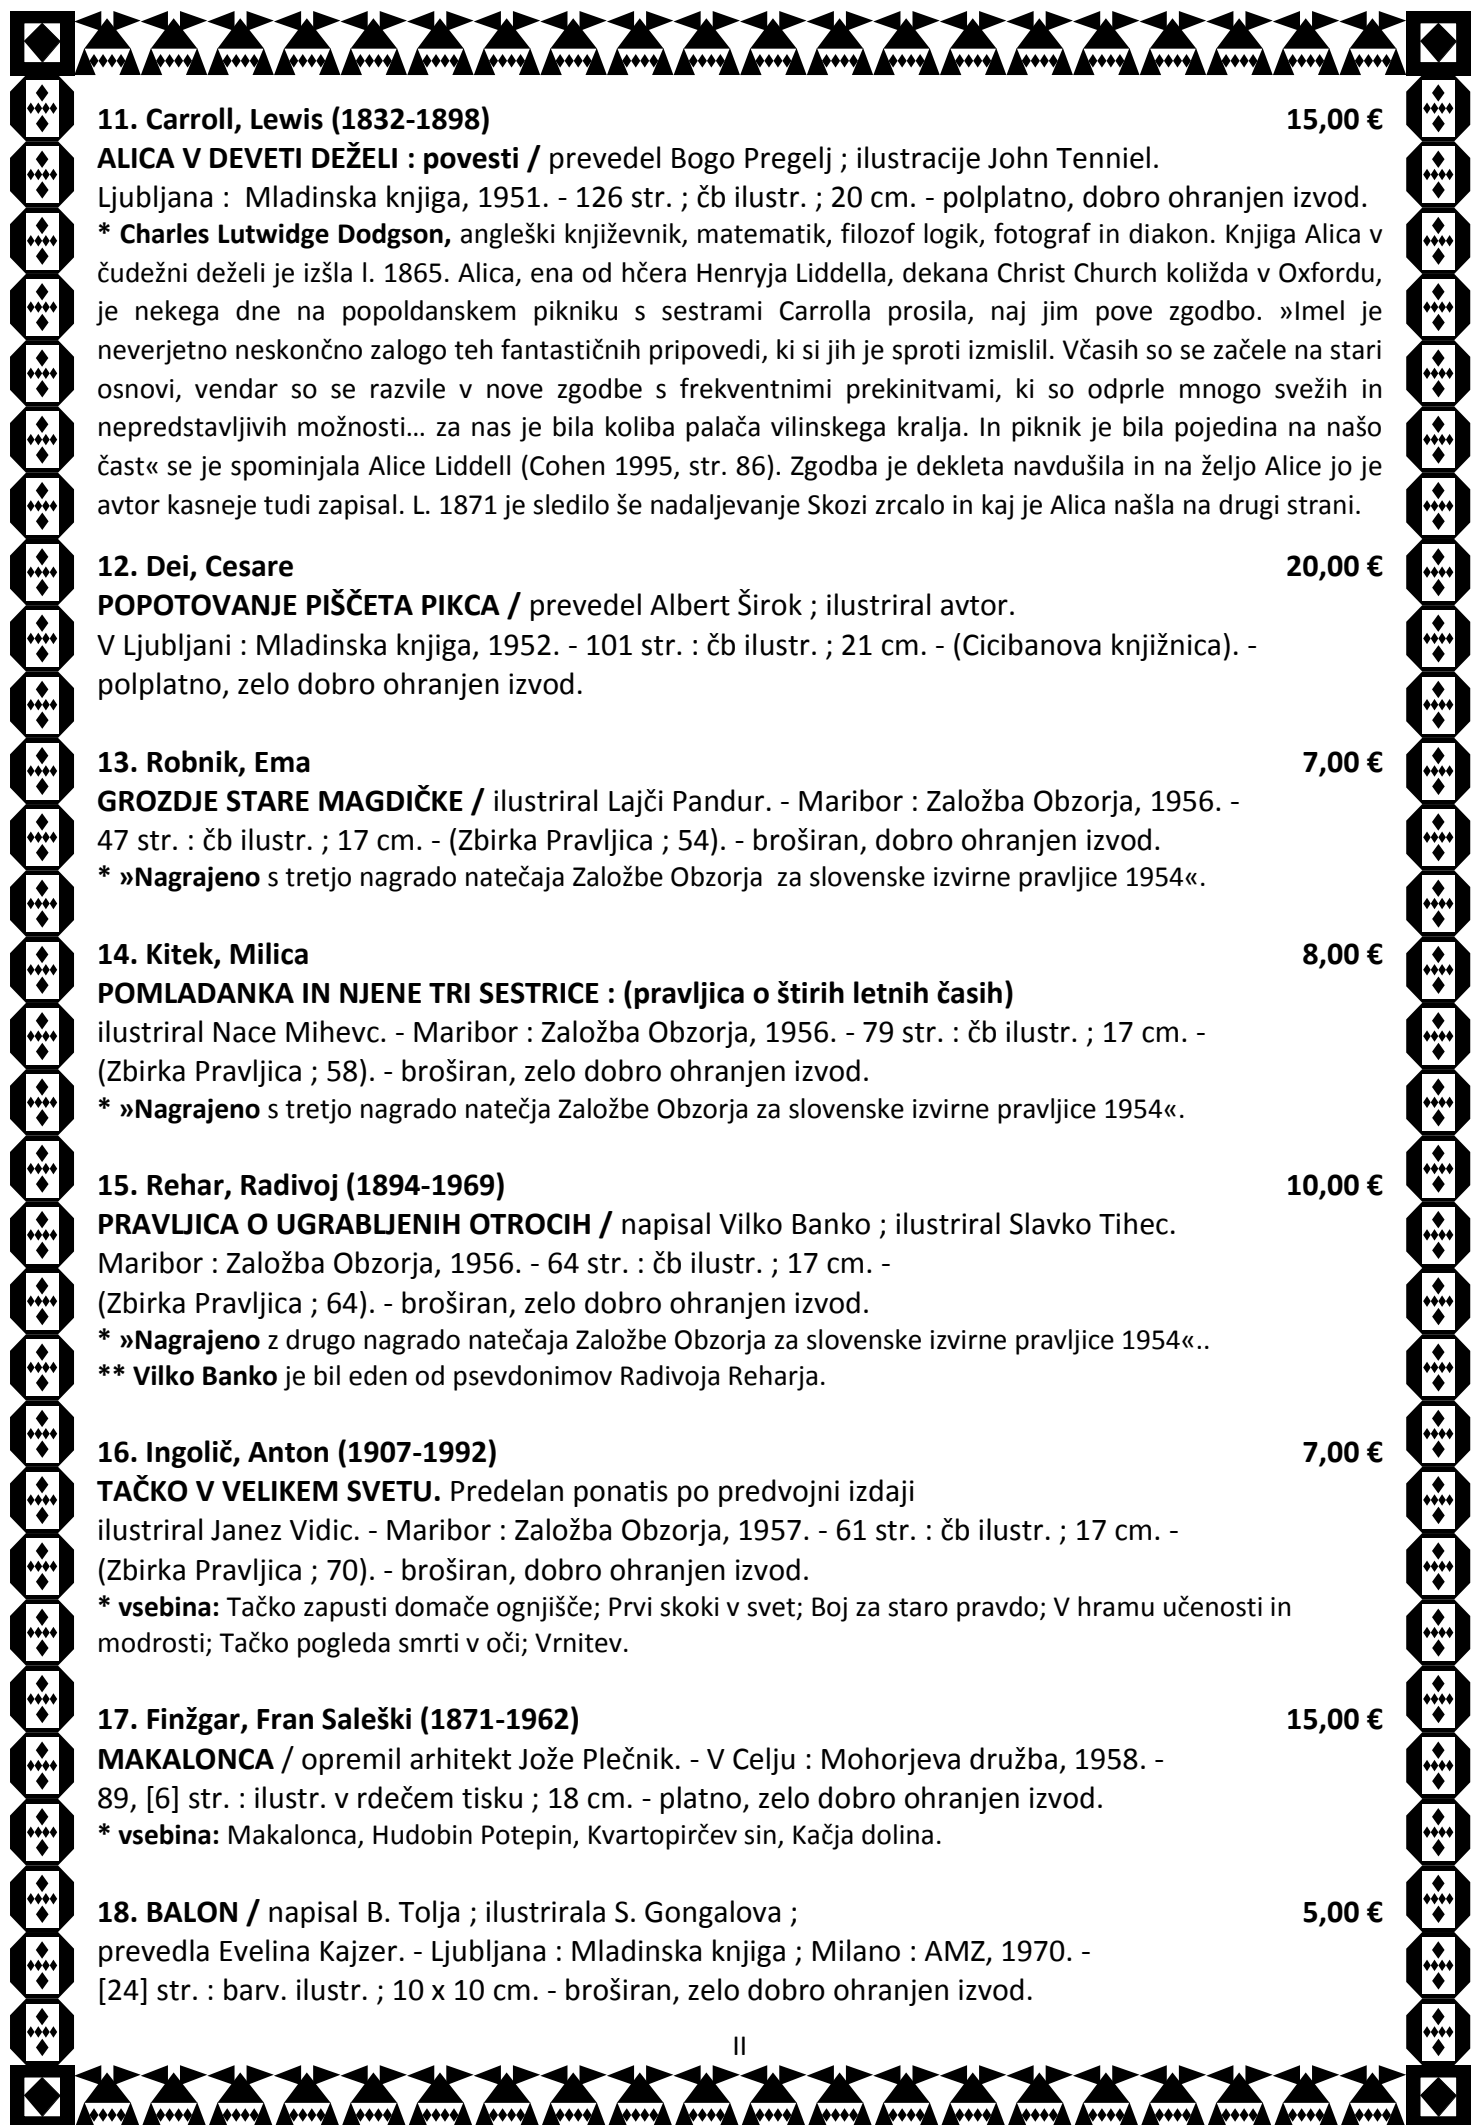 11. Carroll, Lewis (1832-1898) 15,00 €
ALICA V DEVETI DEŽELI : povesti / prevedel Bogo Pregelj ; ilustracije John Tenniel.
Ljubljana :  Mladinska knjiga, 1951. - 126 str. ; čb ilustr. ; 20 cm. - polplatno, dobro ohranjen izvod.
* Charles Lutwidge Dodgson, angleški književnik, matematik, filozof logik, fotograf in diakon. Knjiga Alica v
čudežni deželi je izšla l. 1865. Alica, ena od hčera Henryja Liddella, dekana Christ Church koližda v Oxfordu,
je nekega dne na popoldanskem pikniku s sestrami Carrolla prosila, naj jim pove zgodbo. »Imel je
neverjetno neskončno zalogo teh fantastičnih pripovedi, ki si jih je sproti izmislil. Včasih so se začele na stari
osnovi, vendar so se razvile v nove zgodbe s frekventnimi prekinitvami, ki so odprle mnogo svežih in
nepredstavljivih možnosti… za nas je bila koliba palača vilinskega kralja. In piknik je bila pojedina na našo
čast« se je spominjala Alice Liddell (Cohen 1995, str. 86). Zgodba je dekleta navdušila in na željo Alice jo je
avtor kasneje tudi zapisal. L. 1871 je sledilo še nadaljevanje Skozi zrcalo in kaj je Alica našla na drugi strani.
12. Dei, Cesare 20,00 €
POPOTOVANJE PIŠČETA PIKCA / prevedel Albert Širok ; ilustriral avtor.
V Ljubljani : Mladinska knjiga, 1952. - 101 str. : čb ilustr. ; 21 cm. - (Cicibanova knjižnica). -
polplatno, zelo dobro ohranjen izvod.
13. Robnik, Ema 7,00 €
GROZDJE STARE MAGDIČKE / ilustriral Lajči Pandur. - Maribor : Založba Obzorja, 1956. -
47 str. : čb ilustr. ; 17 cm. - (Zbirka Pravljica ; 54). - broširan, dobro ohranjen izvod.
* »Nagrajeno s tretjo nagrado natečaja Založbe Obzorja  za slovenske izvirne pravljice 1954«.
14. Kitek, Milica 8,00 €
POMLADANKA IN NJENE TRI SESTRICE : (pravljica o štirih letnih časih)
ilustriral Nace Mihevc. - Maribor : Založba Obzorja, 1956. - 79 str. : čb ilustr. ; 17 cm. -
(Zbirka Pravljica ; 58). - broširan, zelo dobro ohranjen izvod.
* »Nagrajeno s tretjo nagrado natečja Založbe Obzorja za slovenske izvirne pravljice 1954«.
15. Rehar, Radivoj (1894-1969) 10,00 €
PRAVLJICA O UGRABLJENIH OTROCIH / napisal Vilko Banko ; ilustriral Slavko Tihec.
Maribor : Založba Obzorja, 1956. - 64 str. : čb ilustr. ; 17 cm. -
(Zbirka Pravljica ; 64). - broširan, zelo dobro ohranjen izvod.
* »Nagrajeno z drugo nagrado natečaja Založbe Obzorja za slovenske izvirne pravljice 1954«..
** Vilko Banko je bil eden od psevdonimov Radivoja Reharja.
16. Ingolič, Anton (1907-1992) 7,00 €
TAČKO V VELIKEM SVETU. Predelan ponatis po predvojni izdaji
ilustriral Janez Vidic. - Maribor : Založba Obzorja, 1957. - 61 str. : čb ilustr. ; 17 cm. -
(Zbirka Pravljica ; 70). - broširan, dobro ohranjen izvod.
* vsebina: Tačko zapusti domače ognjišče; Prvi skoki v svet; Boj za staro pravdo; V hramu učenosti in
modrosti; Tačko pogleda smrti v oči; Vrnitev.
17. Finžgar, Fran Saleški (1871-1962) 15,00 €
MAKALONCA / opremil arhitekt Jože Plečnik. - V Celju : Mohorjeva družba, 1958. -
89, [6] str. : ilustr. v rdečem tisku ; 18 cm. - platno, zelo dobro ohranjen izvod.
* vsebina: Makalonca, Hudobin Potepin, Kvartopirčev sin, Kačja dolina.
18. BALON / napisal B. Tolja ; ilustrirala S. Gongalova ; 5,00 €
prevedla Evelina Kajzer. - Ljubljana : Mladinska knjiga ; Milano : AMZ, 1970. -
[24] str. : barv. ilustr. ; 10 x 10 cm. - broširan, zelo dobro ohranjen izvod.
II